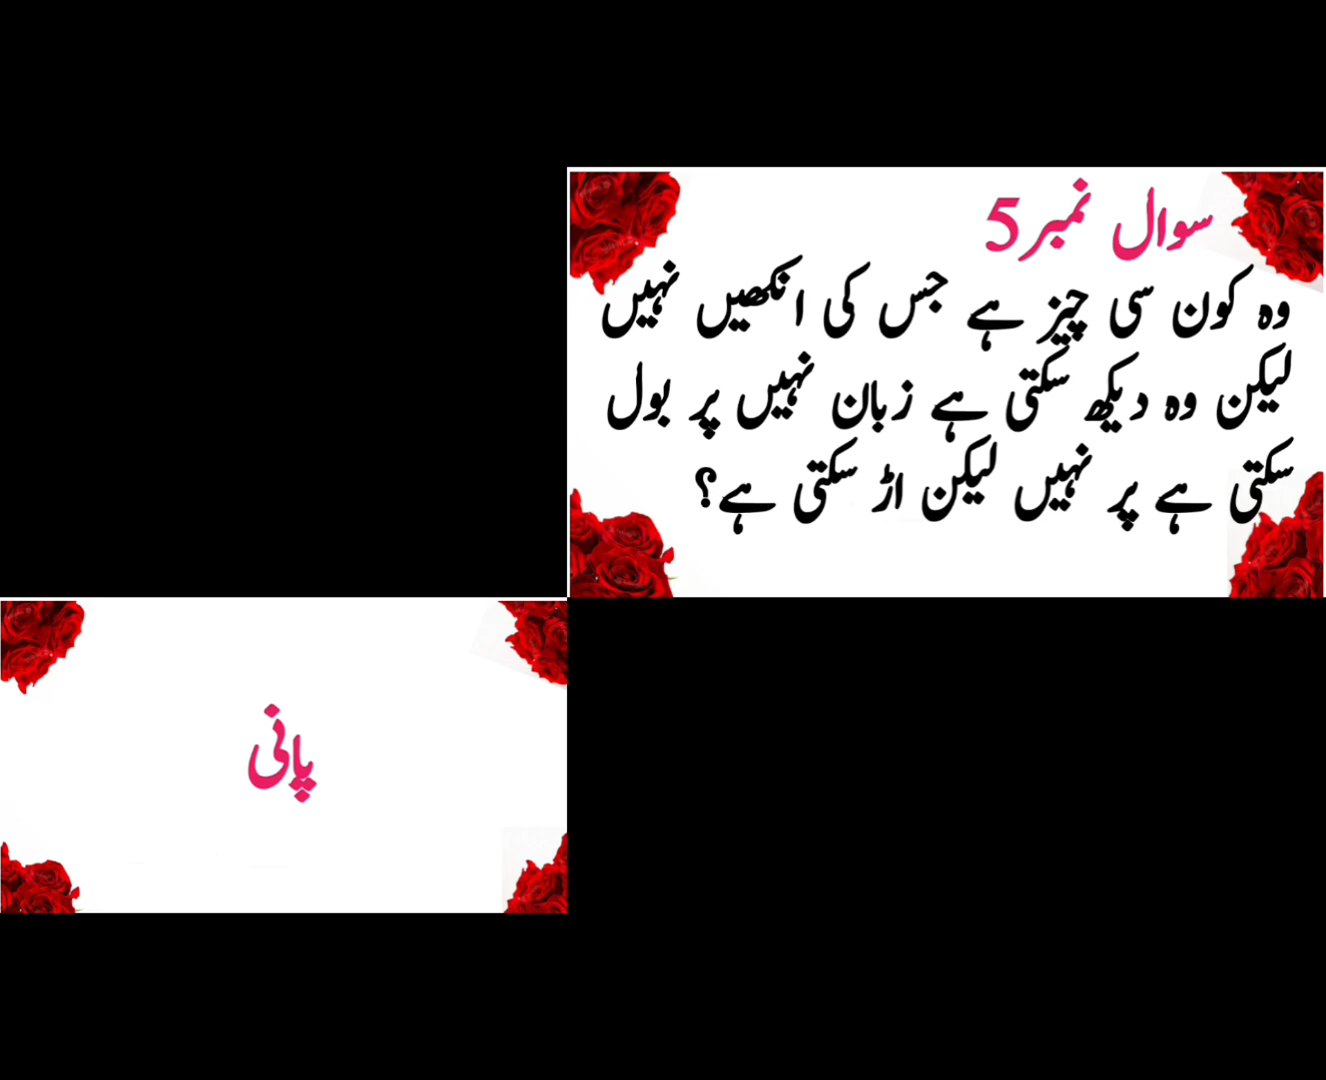 سوال نمبر5
وہ کون سی چیز ہے جس کی انکھیں نہیں
لیکن وہ دیکھ سکتی ہے زبان نہیں پر بول
سکتی ہے پر نہیں لیکن اڑ سکتی ہے؟
پانی